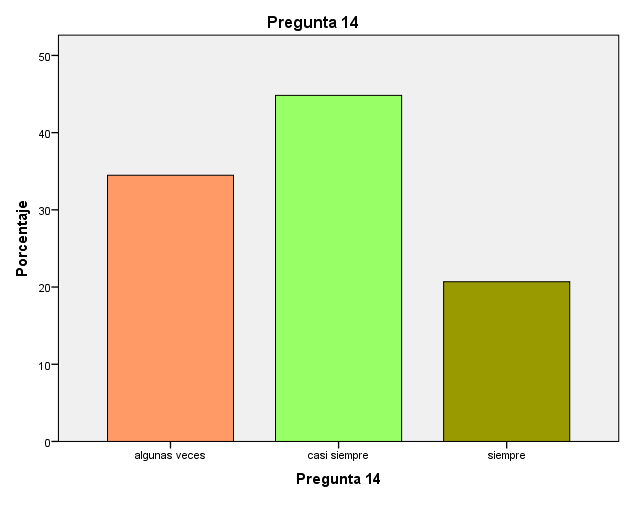 Pregunta 14
Porcentaje
50
40
30
20
10
0
algunas veces
casi siempre
siempre
Pregunta 14